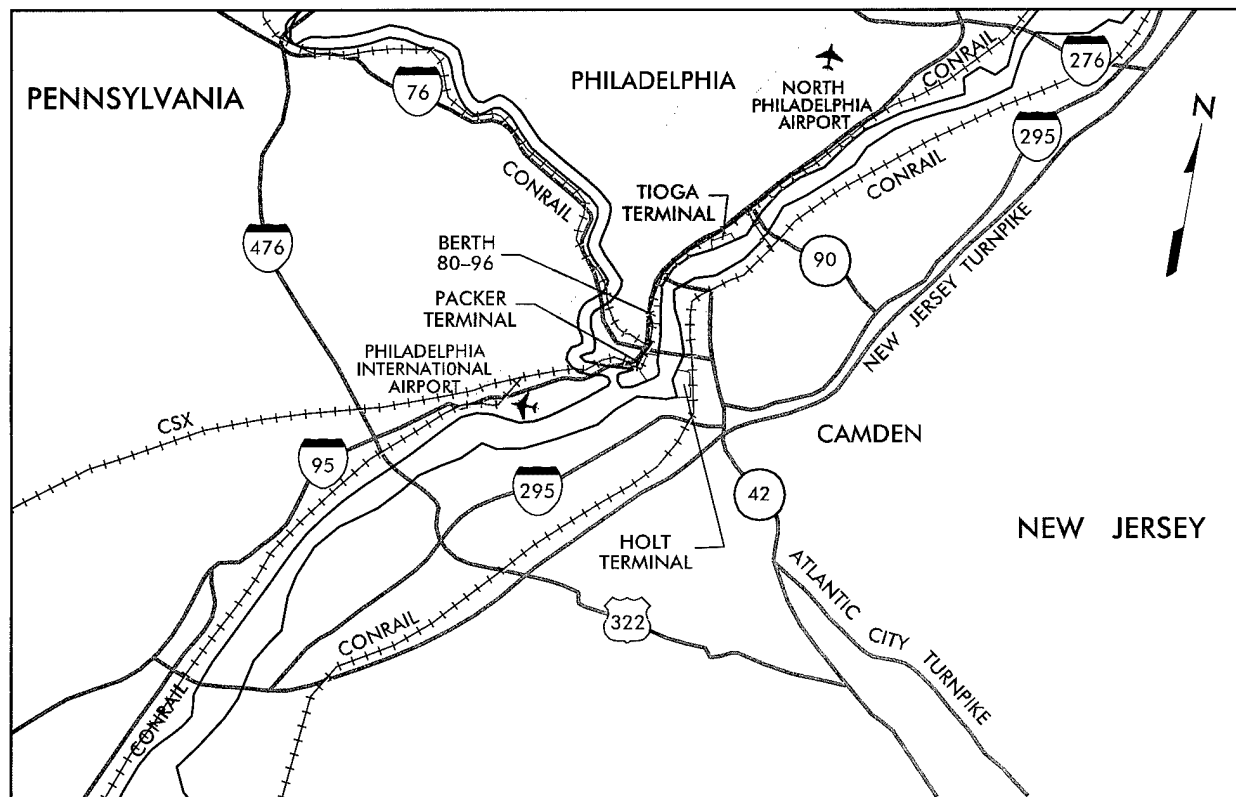 PENNSYLVANIA
76
PHILADELPHIA
NORTH
PHILADELPHIA
AIRPORT
CONRAIL
276
295
N
CONRAIL
CONRAIL
TIOGA
TERMINAL
476
BERTH
80–96
90
NEW JERSEY TURNPIKE
PACKER
TERMINAL
PHILADELPHIA
INTERNATIONAL
AIRPORT
CSX
CAMDEN
95
295
42
NEW JERSEY
HOLT
TERMINAL
ATLANTIC CITY TURNPIKE
CONRAIL
322
CONRAIL